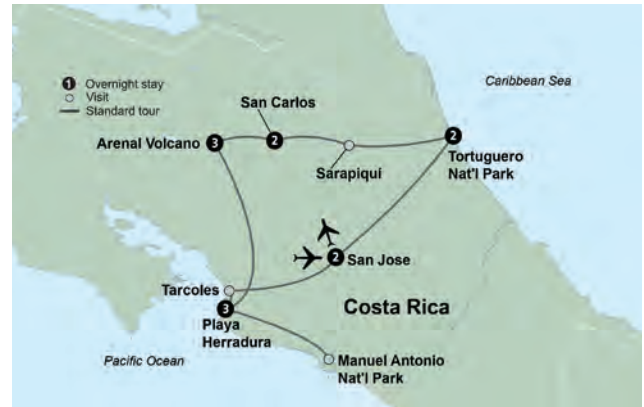 1 Overnight stay
Visit
Standard tour
Caribbean Sea
San Carlos
2
Arenal Volcano
3
Sarapiqui
2
Tortuguero
Nat'l Park
2
San Jose
Tarcoles
3
Playa
Herradura
Costa Rica
Pacific Ocean
Manuel Antonio
Nat'l Park